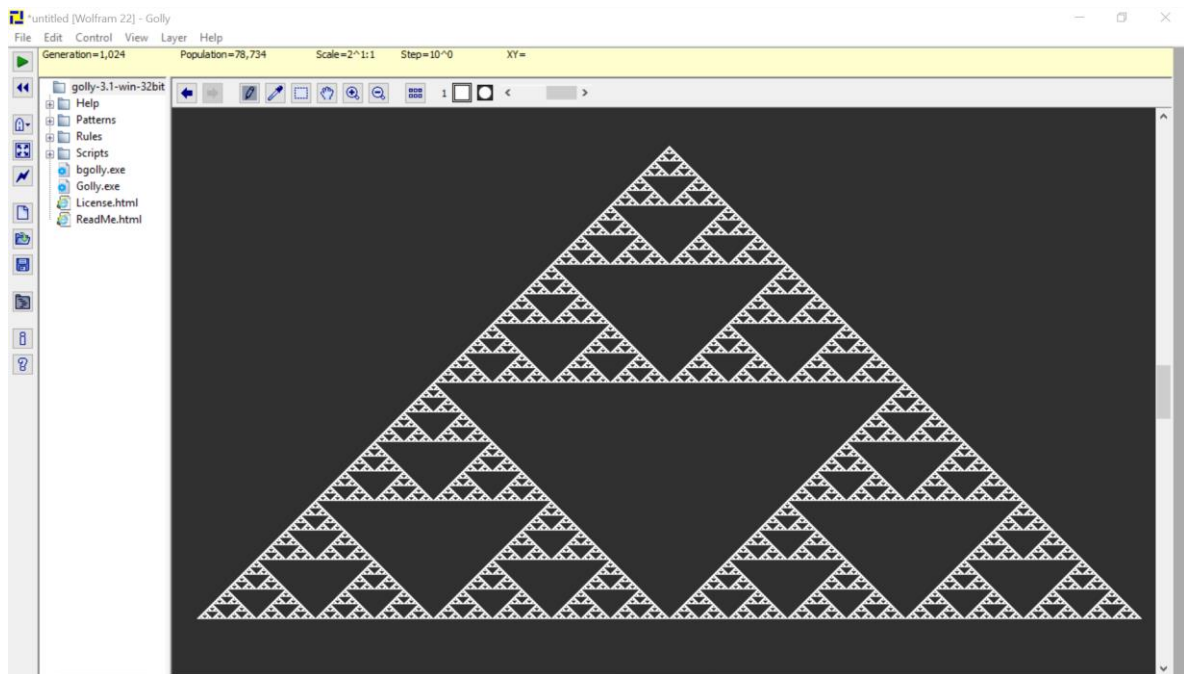 *untitled [Wolfram 22] - Golly
File Edit Control View Layer Help
Generation=1,024 Population=78,734 Scale=2^1:1 Step=10^0 XY=
golly-3.1-win-32bit
1
Help
Patterns
Rules
Scripts
bgolly.exe
Golly.exe
License.html
ReadMe.html